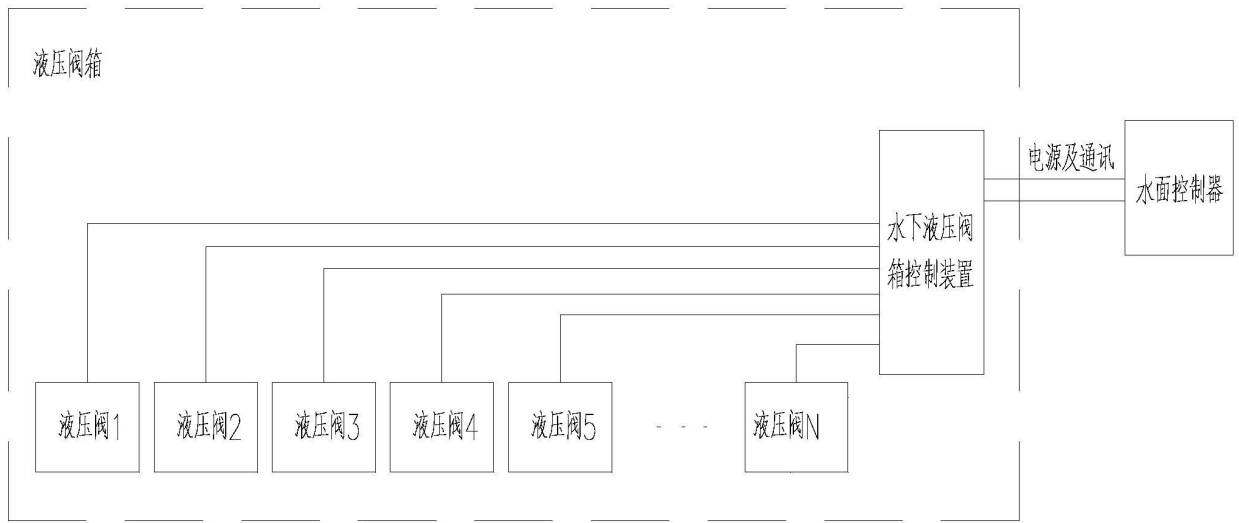 液压阀箱
电源及通讯
水面控制器
水下液压阀
箱控制装置
液压阀1
液压阀2
液压阀3
液压阀4
液压阀5
- - -
液压阀N